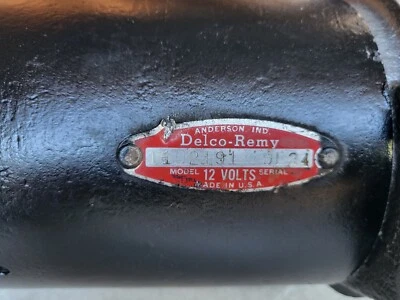 ANDERSON, IND
Delco-Remy
MODEL 12 VOLTS SERIAL
MADE IN U.S.A.